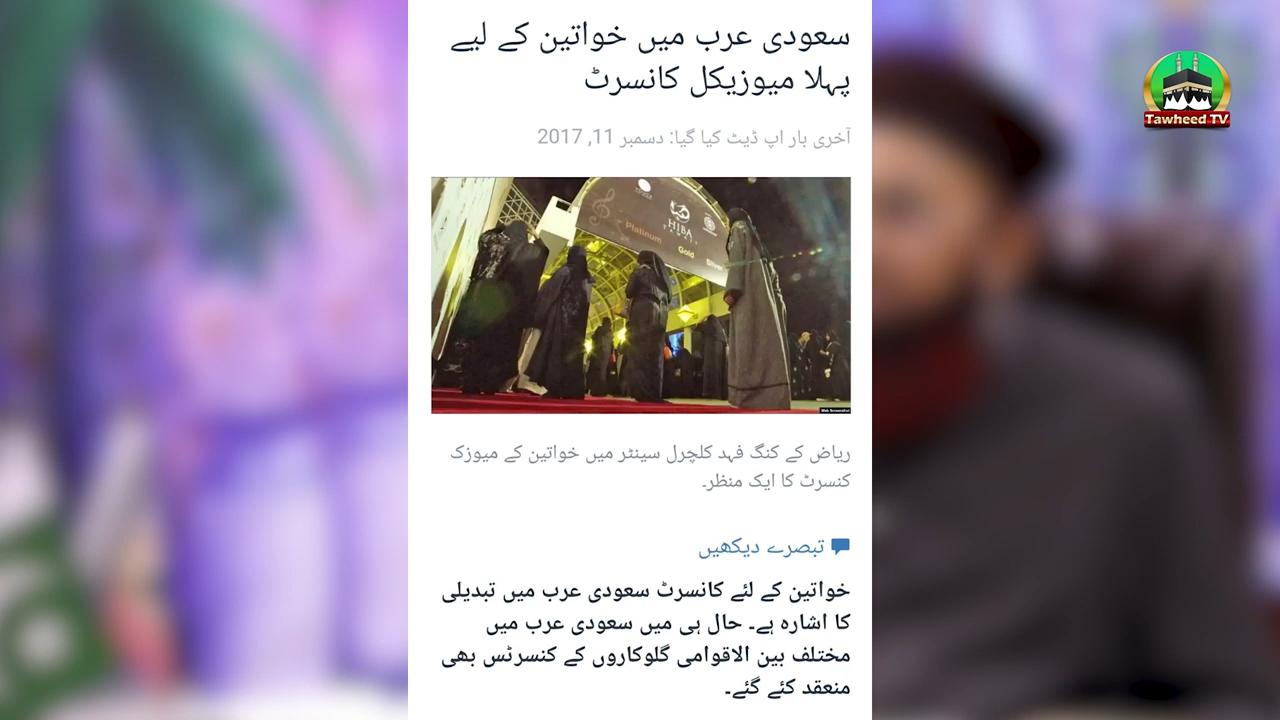 سعودی عرب میں خواتین کے لیے
پہلا میوزیکل کانسرٹ
آخری بار اپ ڈیٹ کیا گیا: دسمبر 11, 2017
HIBA
Platinum
Gold
Silver
Web Screenshot
ریاض کے کنگ فہد کلچرل سینٹر میں خواتین کے میوزک
کنسرٹ کا ایک منظر۔
تبصرے دیکھیں
خواتین کے لئے کانسرٹ سعودی عرب میں تبدیلی
کا اشارہ ہے۔ حال ہی میں سعودی عرب میں
مختلف بین الاقوامی گلوکاروں کے کنسرٹس بھی
منعقد کئے گئے۔
Tawheed TV